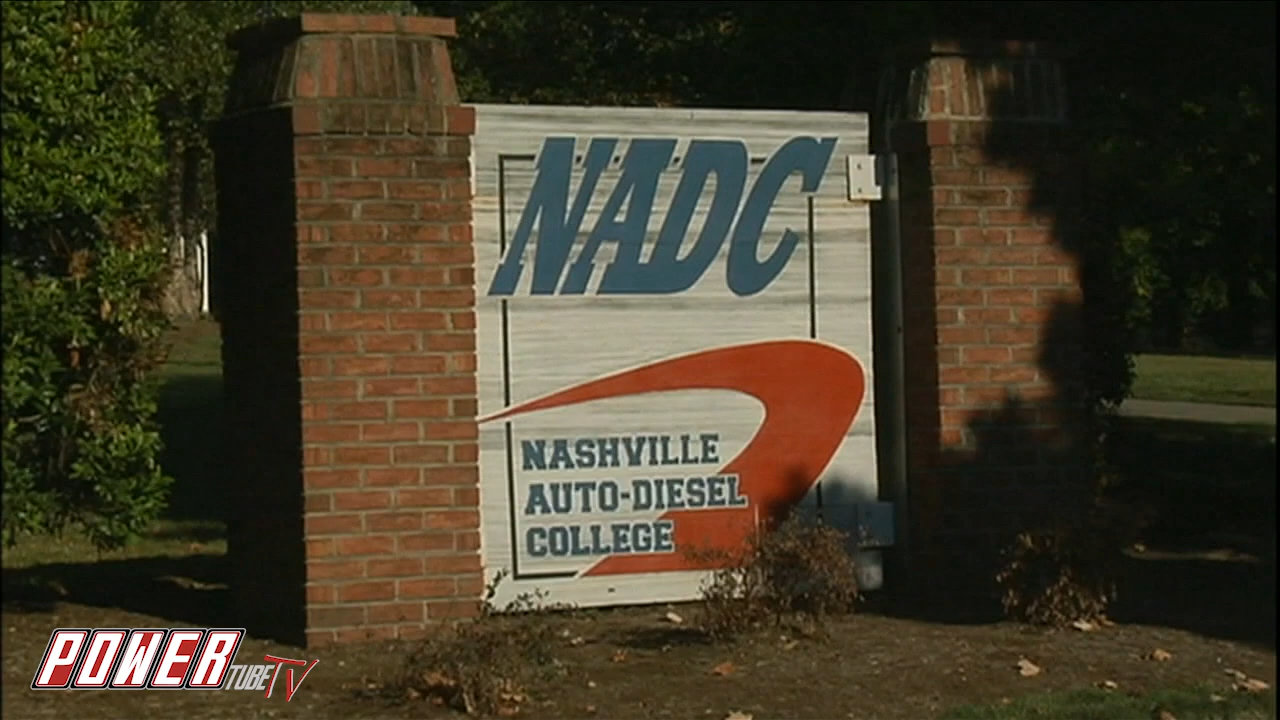 NADC
NASHVILLE
AUTO-DIESEL
COLLEGE
POWER TUBE TV